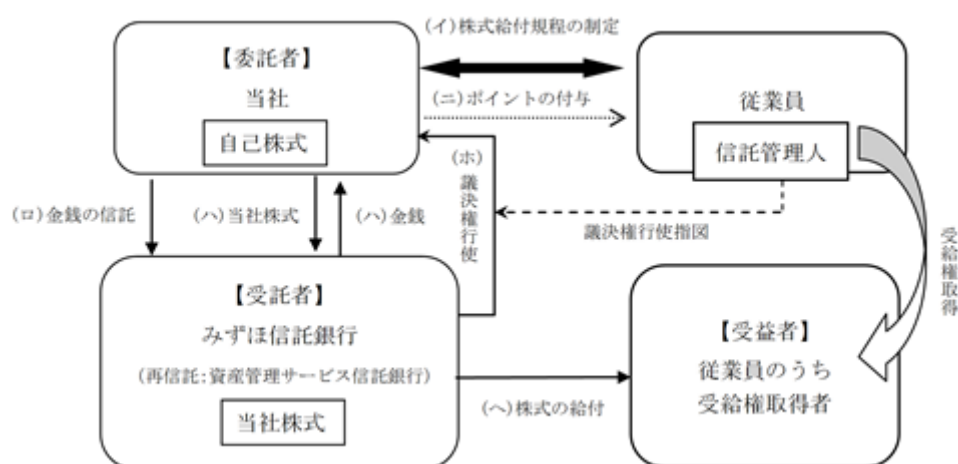 (イ)株式給付規程の制定
【委託者】
当社
自己株式
(ニ)ポイントの付与
従業員
信託管理人
(ロ)金銭の信託
(ハ)当社株式
(ハ)金銭
(ホ)議決権行使
議決権行使指図
受給権取得
【受託者】
みずほ信託銀行
(再信託:資産管理サービス信託銀行)
当社株式
(ヘ)株式の給付
【受益者】
従業員のうち
受給権取得者